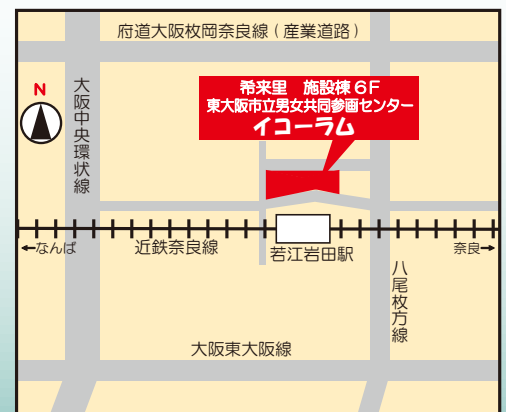 府道大阪枚岡奈良線(産業道路)
N
大阪中央環状線
希来里 施設棟6F
東大阪市立男女共同参画センター
イコーラム
←なんば
近鉄奈良線
若江岩田駅
奈良→
八尾枚方線
大阪東大阪線